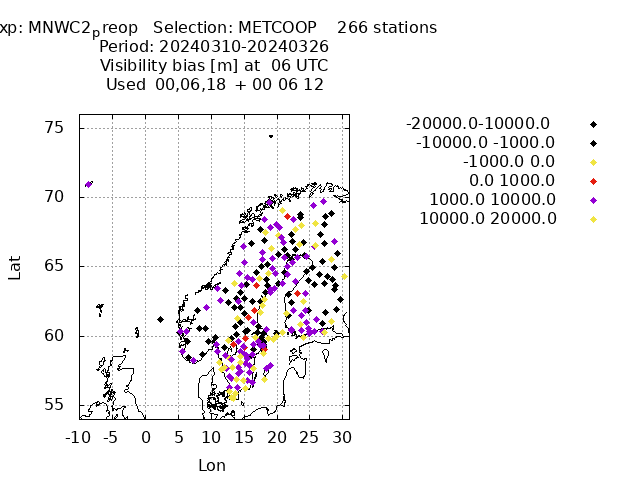 xp: MNWC2preop Selection: METCOOP 266 stations
Period: 20240310-20240326
Visibility bias [m] at 06 UTC
Used 00,06,18 + 00 06 12
-20000.0-10000.0
-10000.0 -1000.0
-1000.0 0.0
0.0 1000.0
1000.0 10000.0
10000.0 20000.0
75
70
65
60
55
Lat
-10 -5 0 5 10 15 20 25 30
Lon